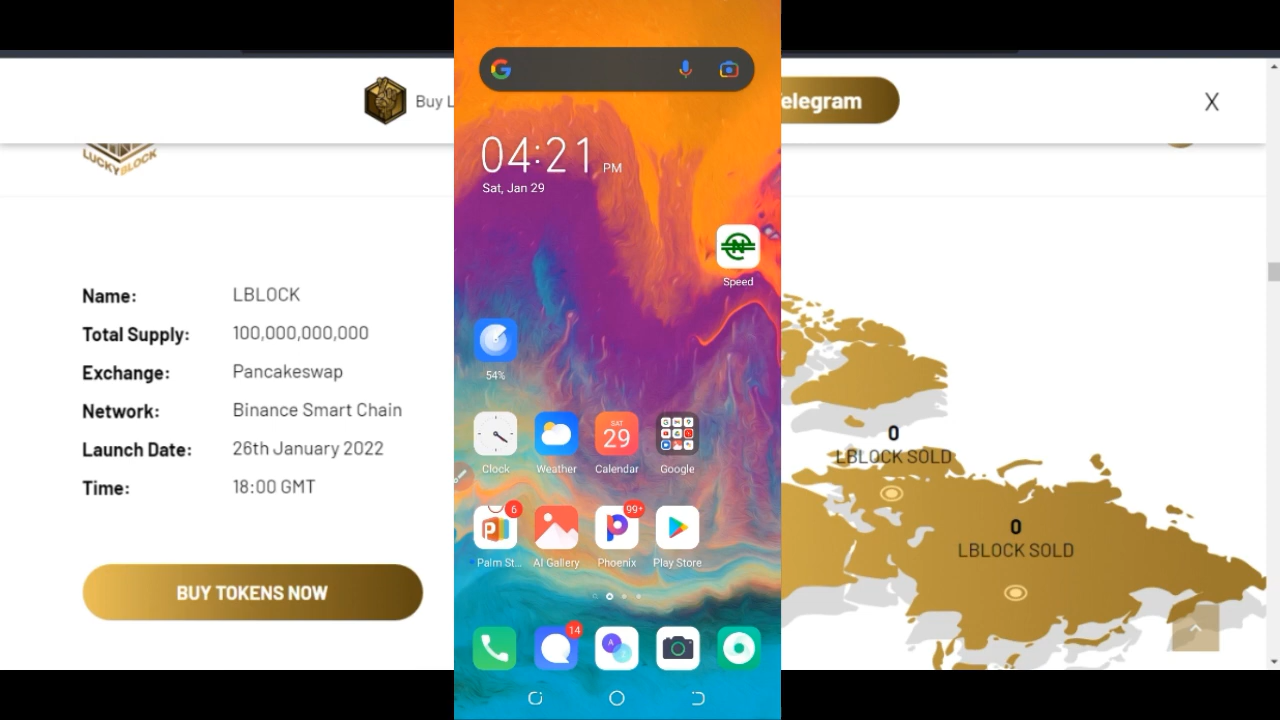 Buy L
elegram
X
LUCKYBLOCK
Name: LBLOCK
Total Supply: 100,000,000,000
Exchange: Pancakeswap
Network: Binance Smart Chain
Launch Date: 26th January 2022
Time: 18:00 GMT
BUY TOKENS NOW
04:21 PM
Sat, Jan 29
Speed
54%
SAT
29
Clock
Weather
Calendar
Google
6
99+
Palm St...
AI Gallery
Phoenix
Play Store
14
A
0
LBLOCK SOLD
0
LBLOCK SOLD